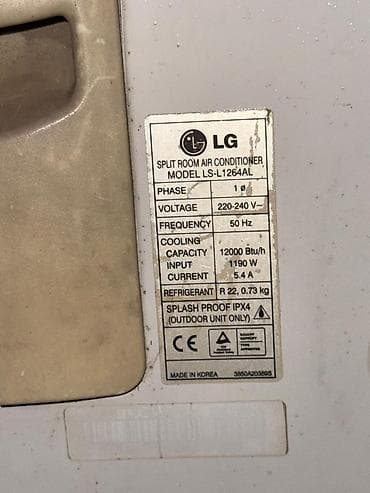 LG
SPLIT ROOM AIR CONDITIONER
MODEL LS-L1264AL
PHASE 1 ø
VOLTAGE 220-240 V~
FREQUENCY 50 Hz
COOLING
CAPACITY 12000 Btu/h
INPUT 1190 W
CURRENT 5.4 A
REFRIGERANT R 22, 0.73 kg
SPLASH PROOF IPX4
(OUTDOOR UNIT ONLY)
CE
MADE IN KOREA 3850A20389S